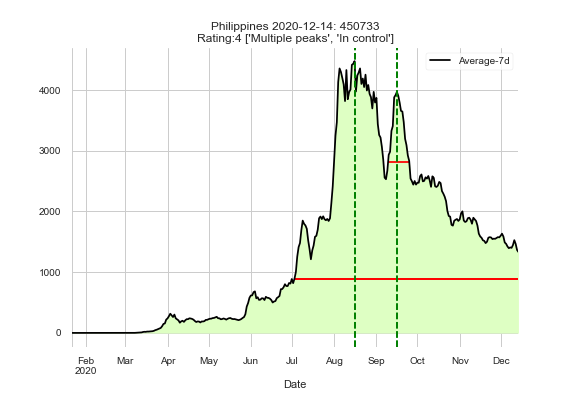 Philippines 2020-12-14: 450733
Rating:4 ['Multiple peaks', 'In control']
Average-7d
4000
3000
2000
1000
0
Feb Mar Apr May Jun Jul Aug Sep Oct Nov Dec
2020
Date